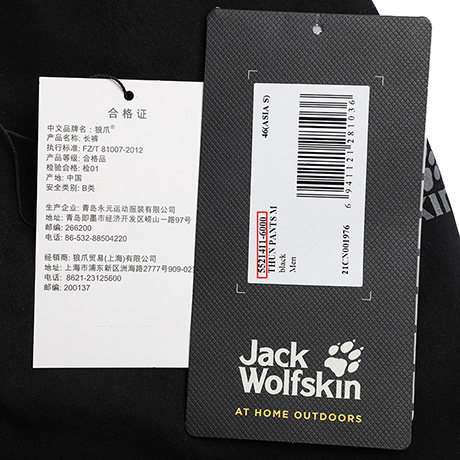 合格证
中文品牌名：狼爪®
产品名称：长裤
执行标准：FZ/T 81007-2012
产品等级：合格品
检验合格：检01
产地：中国
安全类别：B类
生产企业：青岛永元运动服装有限公司
地址：青岛即墨市经济开发区蓝烟一路97号
邮编：266200
电话：86-532-88504220
经销商：狼爪贸易(上海)有限公司
地址：上海市浦东新区洲海路2777号909-02
电话：8621-23125600
邮编：200137
46(ASIA S)
6 941121 281036
5521411-6000
THUN PANTS M
black
Men
21CN001976
Jack
Wolfskin
AT HOME OUTDOORS